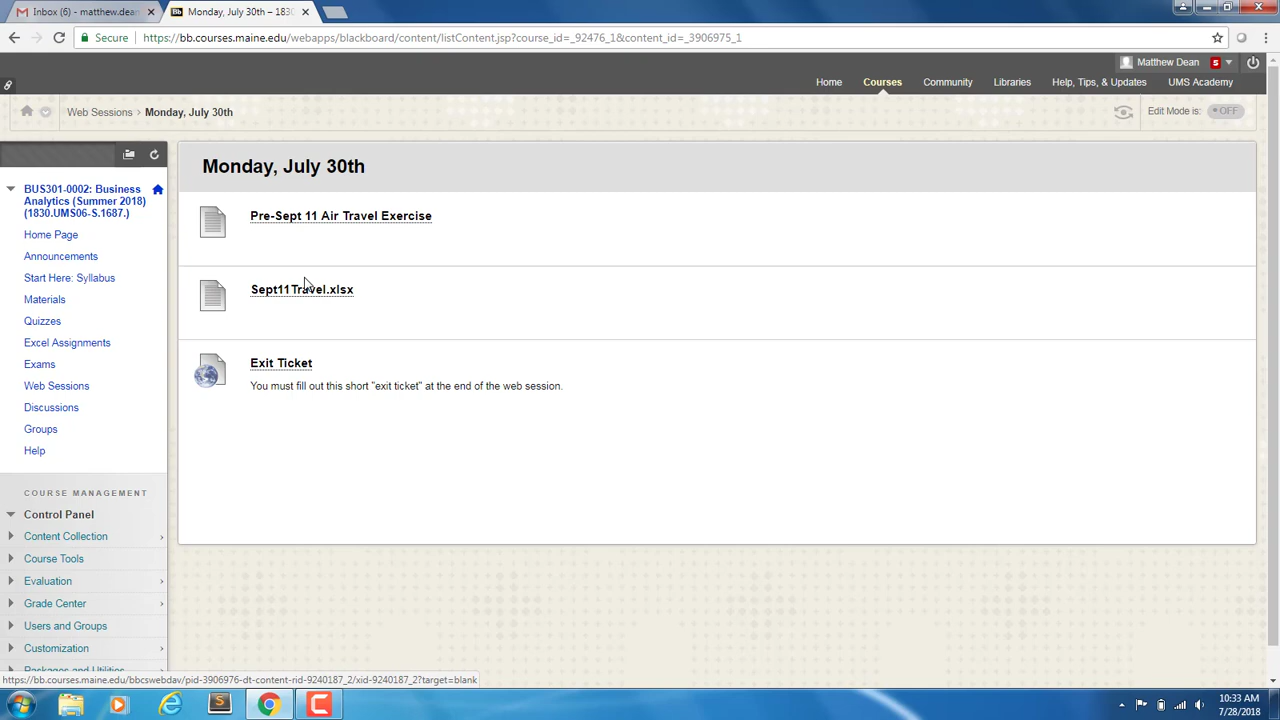 Inbox (6) - matthew.dean
Monday, July 30th – 1830
Secure
https://bb.courses.maine.edu/webapps/blackboard/content/listContent.jsp?course_id=_92476_1&content_id=_3906975_1
Matthew Dean
5
Home
Courses
Community
Libraries
Help, Tips, & Updates
UMS Academy
Web Sessions > Monday, July 30th
Edit Mode is:
OFF
Monday, July 30th
Pre-Sept 11 Air Travel Exercise
Sept11Travel.xlsx
Exit Ticket
You must fill out this short "exit ticket" at the end of the web session.
BUS301-0002: Business
Analytics (Summer 2018)
(1830.UMS06-S.1687.)
Home Page
Announcements
Start Here: Syllabus
Materials
Quizzes
Excel Assignments
Exams
Web Sessions
Discussions
Groups
Help
COURSE MANAGEMENT
Control Panel
Content Collection
Course Tools
Evaluation
Grade Center
Users and Groups
Customization
Packages and Utilities
https://bb.courses.maine.edu/bbcswebdav/pid-3906976-dt-content-rid-9240187_2/xid-9240187_2?target=blank
10:33 AM
7/28/2018